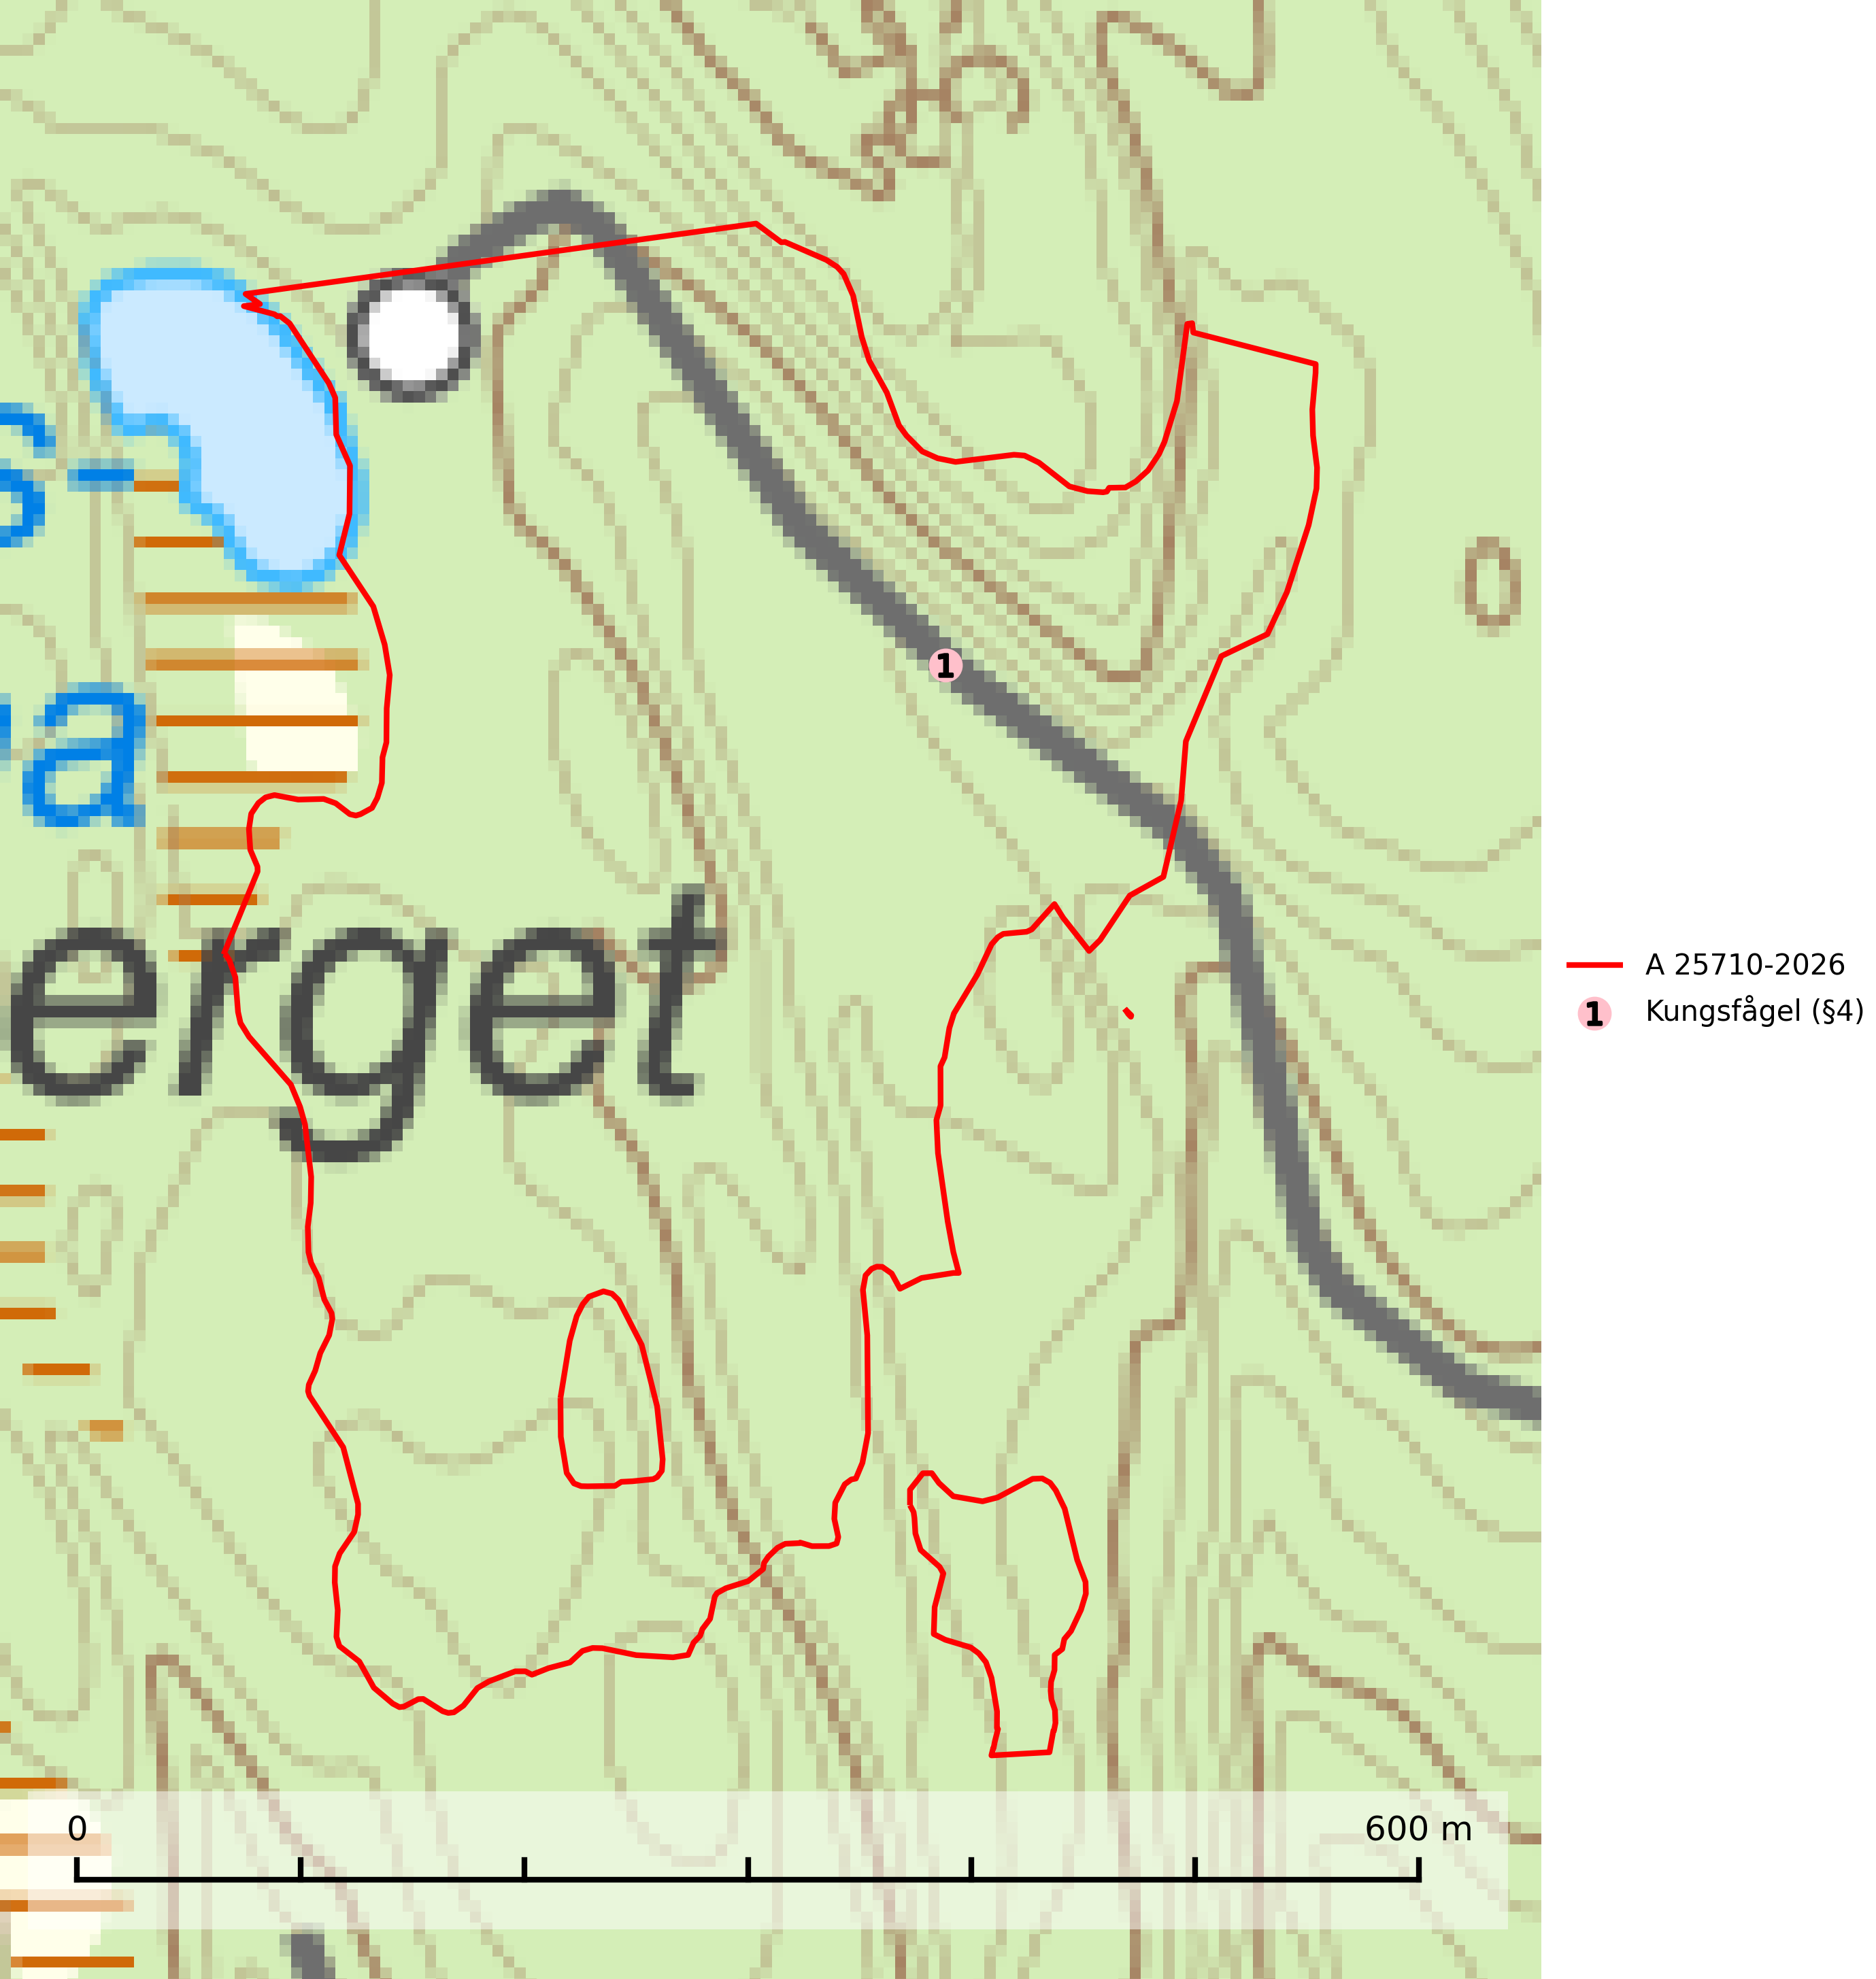 a
erget
1
0 600 m
A 25710-2026
1 Kungsfågel (§4)